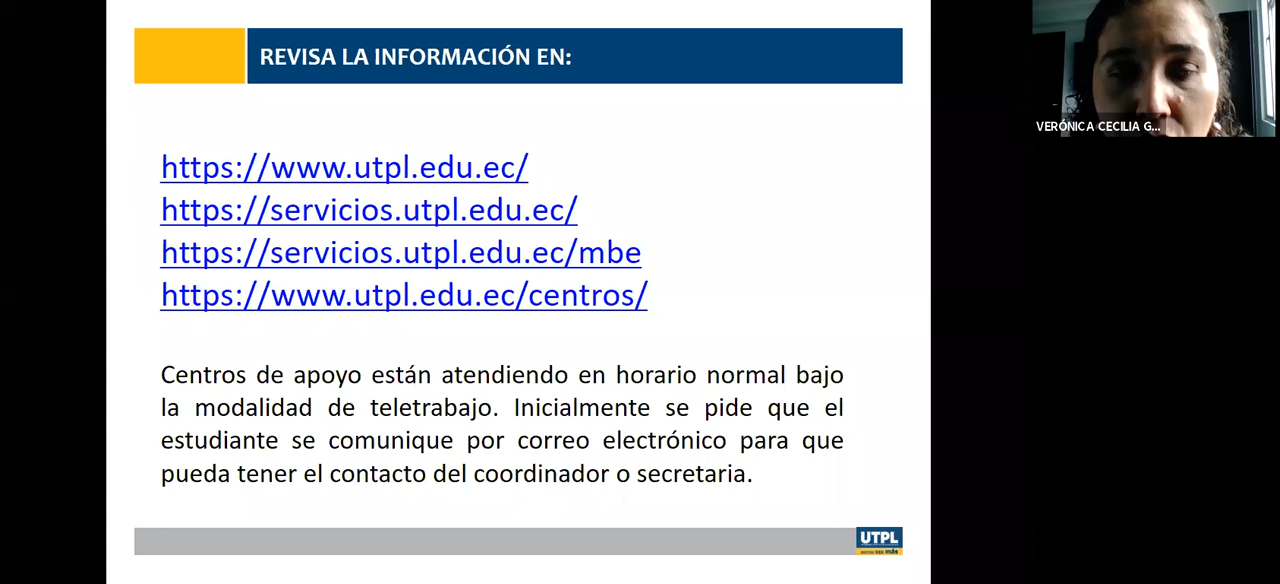 REVISA LA INFORMACIÓN EN:
VERÓNICA CECILIA G...
https://www.utpl.edu.ec/
https://servicios.utpl.edu.ec/
https://servicios.utpl.edu.ec/mbe
https://www.utpl.edu.ec/centros/
Centros de apoyo están atendiendo en horario normal bajo
la modalidad de teletrabajo. Inicialmente se pide que el
estudiante se comunique por correo electrónico para que
pueda tener el contacto del coordinador o secretaria.
UTPL
más